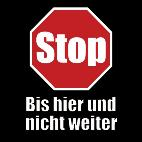 Stop
Bis hier und
nicht weiter